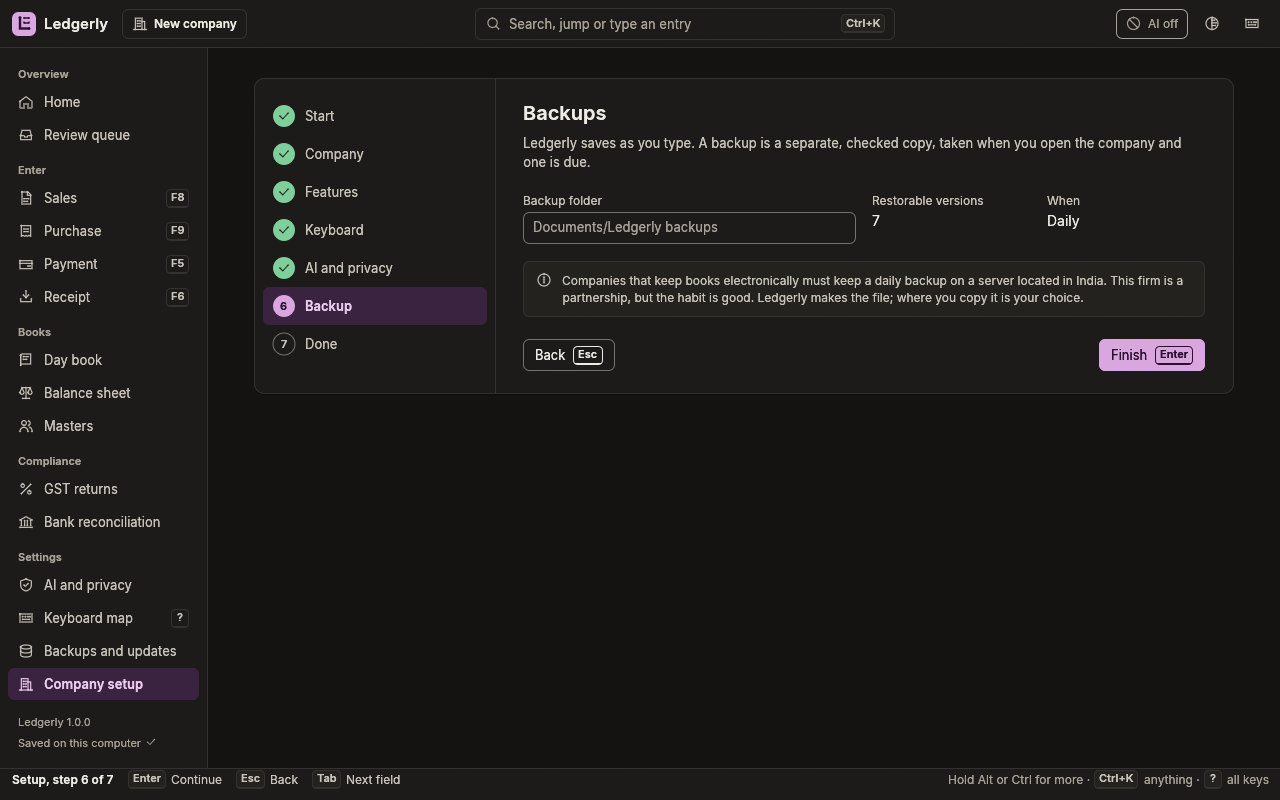 Ledgerly
New company
Search, jump or type an entry
Ctrl+K
AI off
Overview
Home
Review queue
Enter
Sales F8
Purchase F9
Payment F5
Receipt F6
Books
Day book
Balance sheet
Masters
Compliance
GST returns
Bank reconciliation
Settings
AI and privacy
Keyboard map ?
Backups and updates
Company setup
Ledgerly 1.0.0
Saved on this computer
Start
Company
Features
Keyboard
AI and privacy
6 Backup
7 Done
Backups
Ledgerly saves as you type. A backup is a separate, checked copy, taken when you open the company and
one is due.
Backup folder
Documents/Ledgerly backups
Restorable versions
7
When
Daily
Companies that keep books electronically must keep a daily backup on a server located in India. This firm is a
partnership, but the habit is good. Ledgerly makes the file; where you copy it is your choice.
Back Esc
Finish Enter
Setup, step 6 of 7 Enter Continue Esc Back Tab Next field
Hold Alt or Ctrl for more · Ctrl+K anything · ? all keys